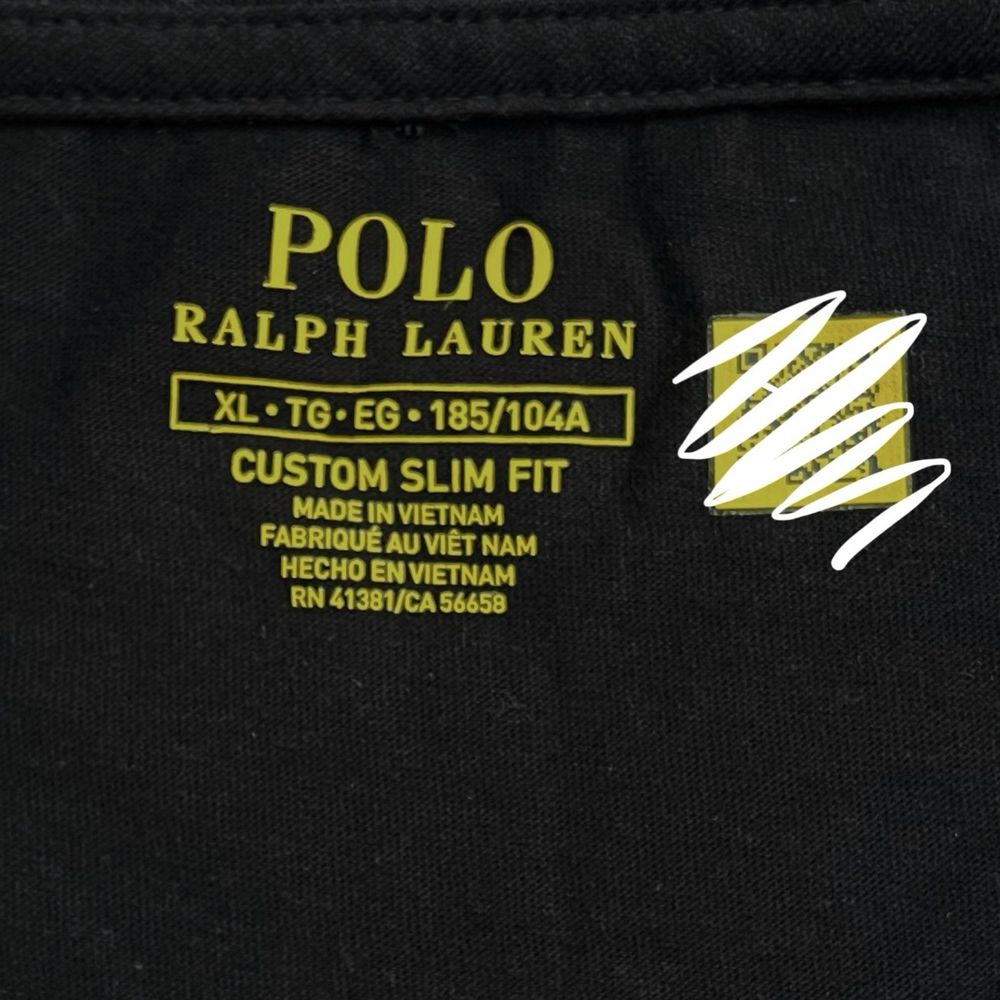 POLO
RALPH LAUREN
XL • TG • EG • 185/104A
CUSTOM SLIM FIT
MADE IN VIETNAM
FABRIQUÉ AU VIÊT NAM
HECHO EN VIETNAM
RN 41381/CA 56658